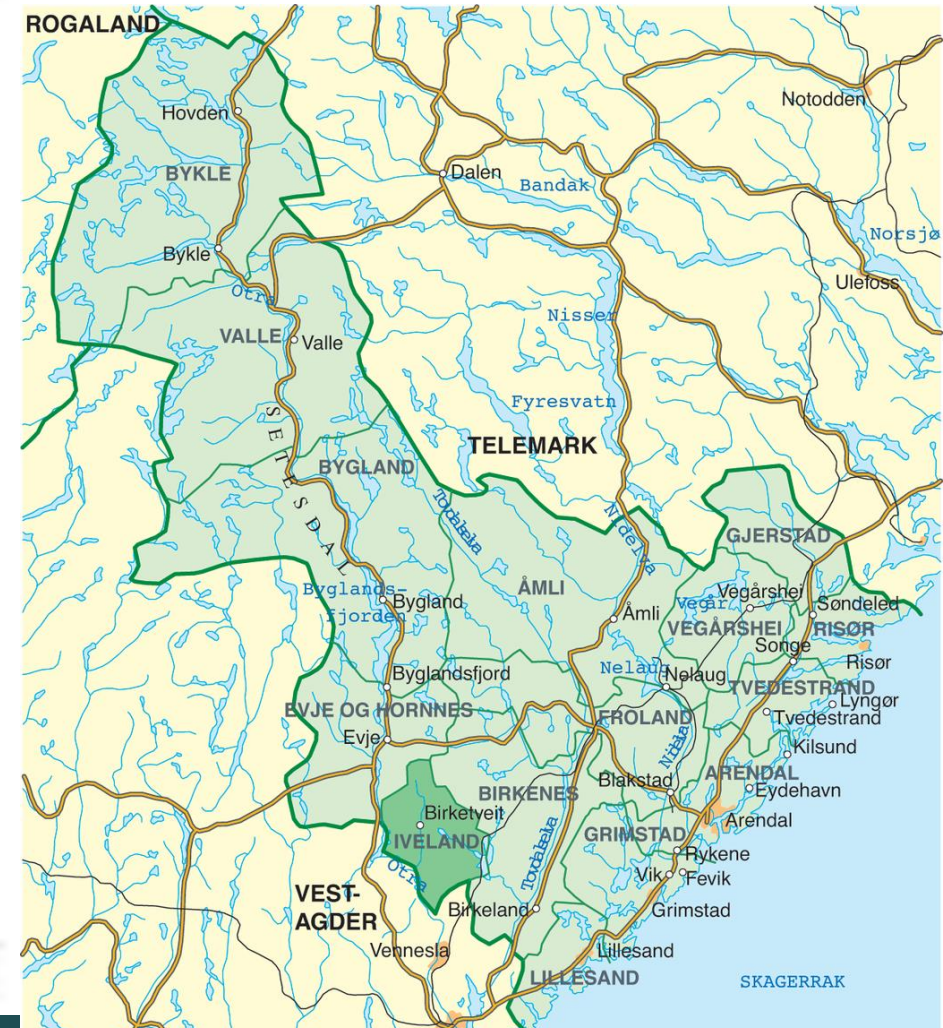 ROGALAND
Hovden
Notodden
BYKLE
Dalen
Bandak
Bykle
Norsjø
Otra
Ulefoss
Nisser
VALLE
Valle
Fyresvatn
SETESDAL
TELEMARK
BYGLAND
Tovdalselva
Nidelva
GJERSTAD
ÅMLI
Byglands-
fjorden
Bygland
Åmli
Vegår
Vegårshei
Søndeled
VEGÅRSHEI
RISØR
Songe
Nelaug
Risør
Byglandsfjord
Nelaug
TVEDESTRAND
Lyngør
EVJE OG HORNNES
FROLAND
Tvedestrand
Evje
Kilsund
ARENDAL
Blakstad
Eydehavn
BIRKENES
Birketveit
Arendal
IVELAND
GRIMSTAD
Tovdalselva
Rykene
Otra
Vik
Fevik
VEST-
AGDER
Birkeland
Grimstad
Vennesla
Lillesand
LILLESAND
SKAGERRAK